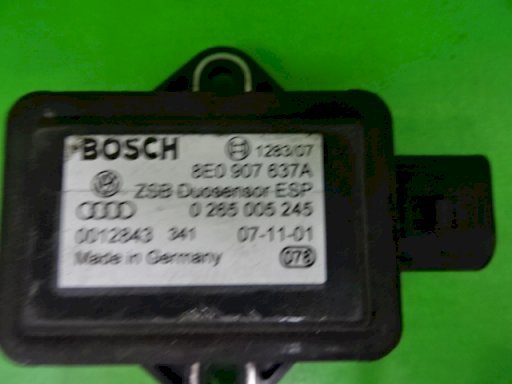 BOSCH 1283/07
8E0 907 637A
ZSB Duosensor ESP
0 265 005 245
0012843 341 07-11-01
Made in Germany 078